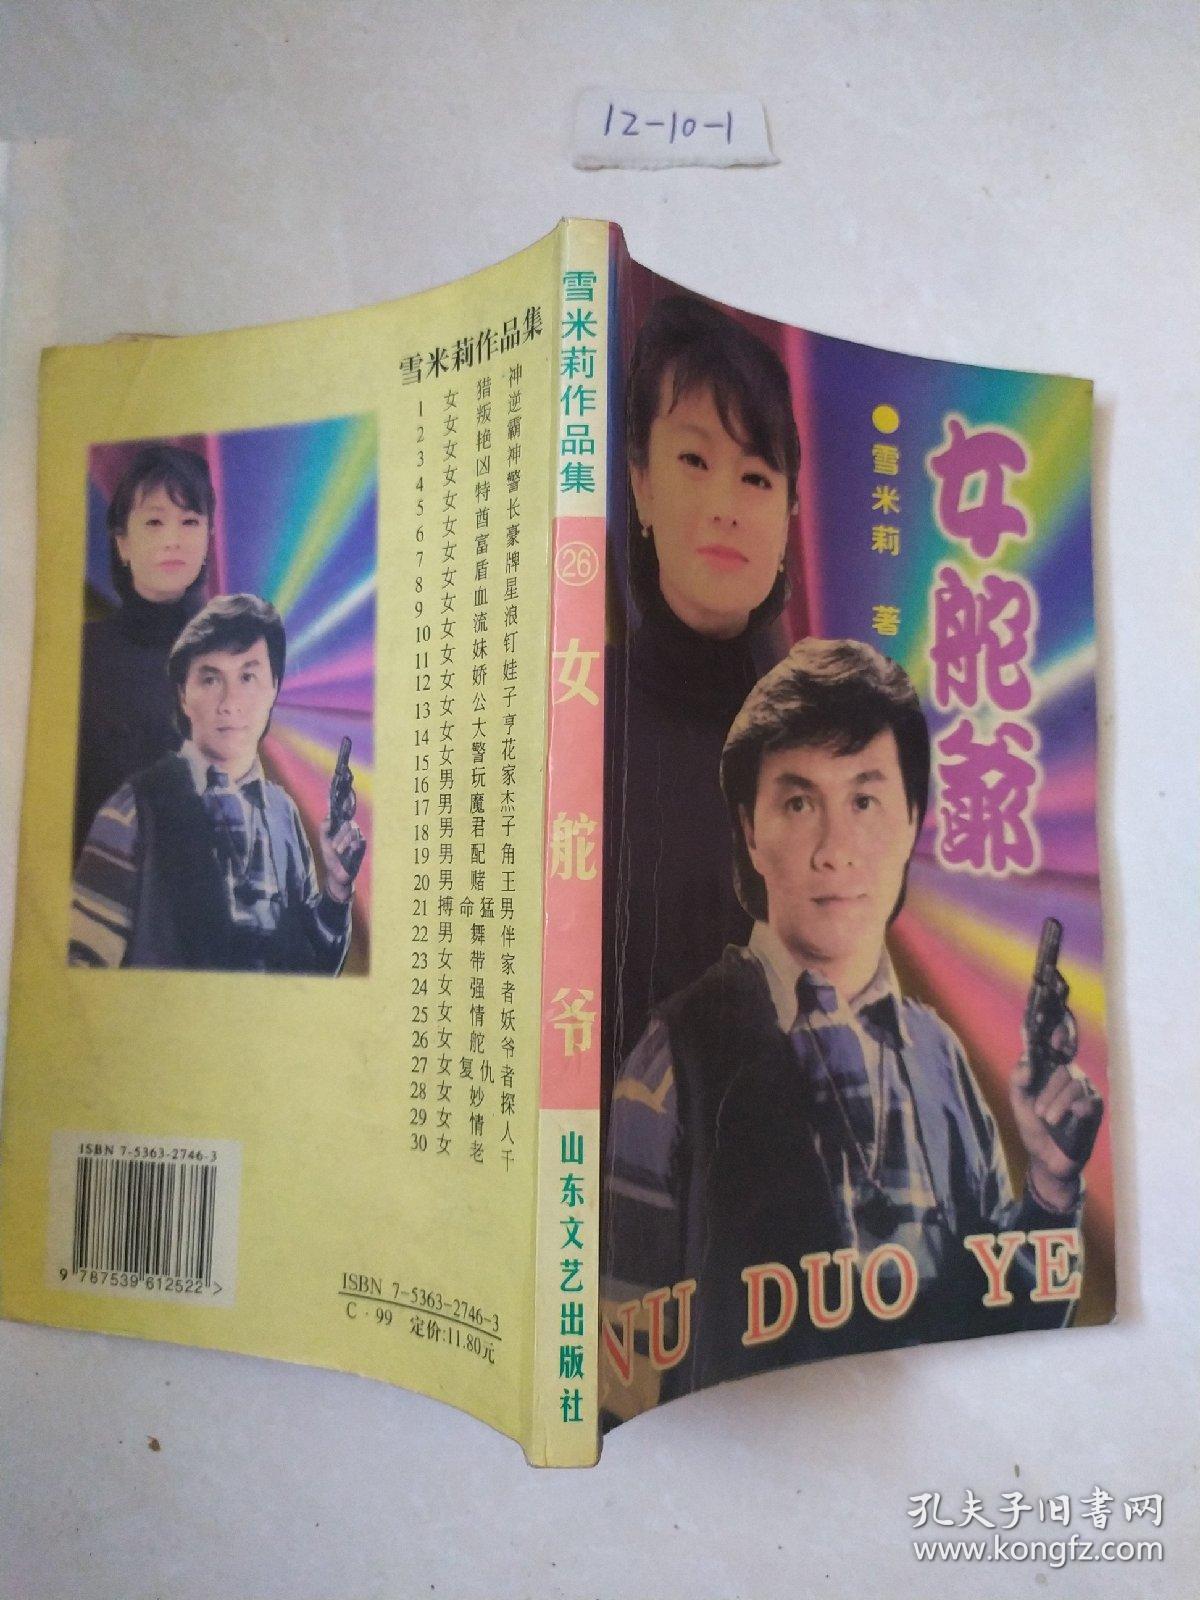 12-10-1
雪米莉作品集
1 女猎神
2 女叛逆
3 女艳霸
4 女凶神
5 女特警
6 女酋长
7 女富豪
8 女盾牌
9 女血星
10 女流浪
11 女妹钉
12 女娇娃
13 女公子
14 女大亨
15 女警花
16 男玩家
17 男魔杰
18 男君子
19 男配角
20 男赌王
21 搏命猛男
22 男舞伴
23 女带家
24 女强者
25 女情妖
26 女舵爷
27 女复仇者
28 女妙探
29 女情人
30 女老千
ISBN 7-5363-2746-3
9 787539 612522 >
ISBN 7-5363-2746-3
C·99 定价:11.80元
雪米莉作品集
26
女舵爷
山东文艺出版社
●雪米莉 著
女舵爺
NU DUO YE
孔夫子旧书网
www.kongfz.com